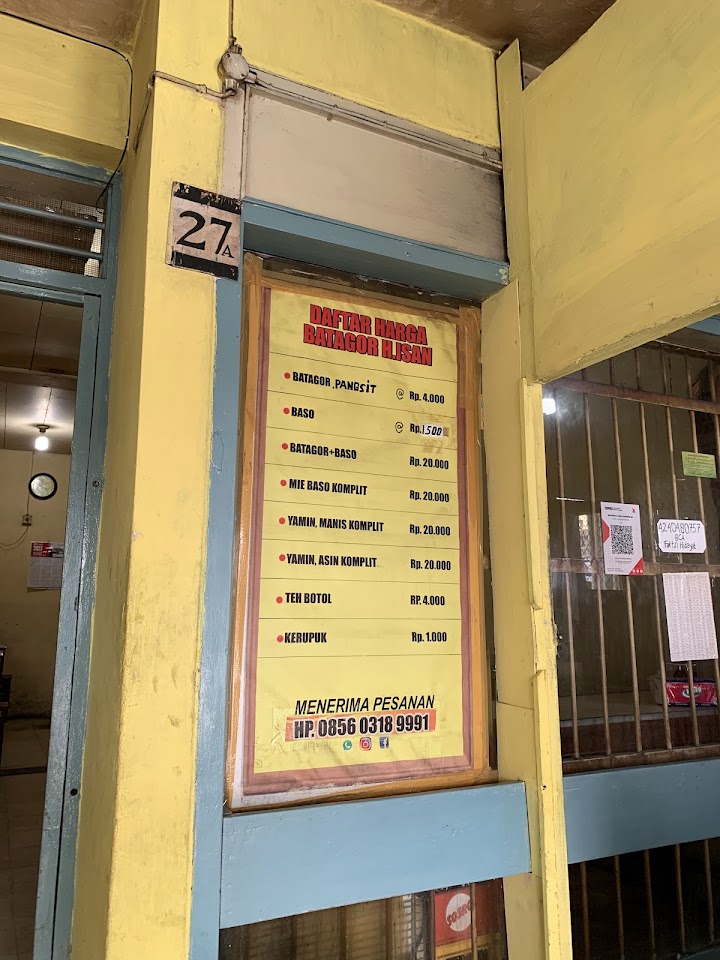 27A
DAFTAR HARGA
BATAGOR H.ISAN
BATAGOR, PANGSIT @ Rp. 4.000
BASO @ Rp. 1500
BATAGOR+BASO Rp. 20.000
MIE BASO KOMPLIT Rp. 20.000
YAMIN, MANIS KOMPLIT Rp. 20.000
YAMIN, ASIN KOMPLIT Rp. 20.000
TEH BOTOL RP. 4.000
KERUPUK Rp. 1.000
MENERIMA PESANAN
HP. 0856 0318 9991
4240480757
BCA